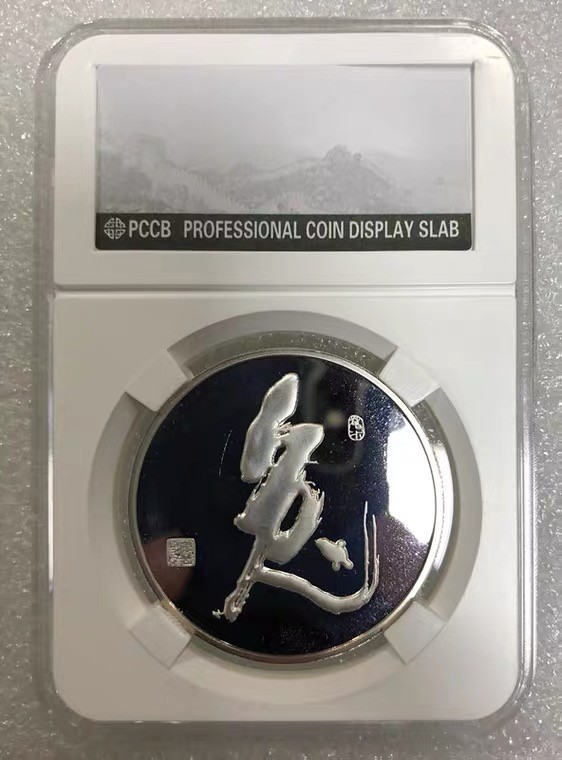 PCCB PROFESSIONAL COIN DISPLAY SLAB
兔